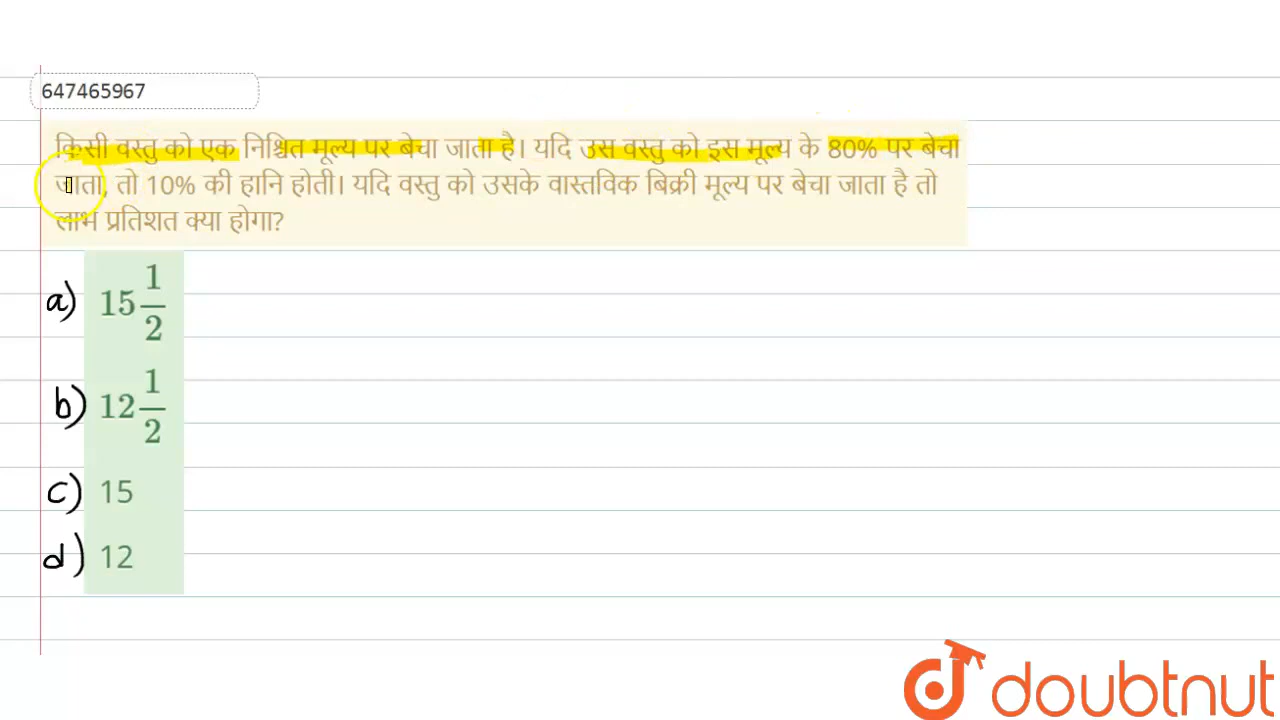 647465967
किसी वस्तु को एक निश्चित मूल्य पर बेचा जाता है। यदि उस वस्तु को इस मूल्य के 80% पर बेचा
जाता, तो 10% की हानि होती। यदि वस्तु को उसके वास्तविक बिक्री मूल्य पर बेचा जाता है तो
लाभ प्रतिशत क्या होगा?
a) 15 1/2
b) 12 1/2
c) 15
d) 12
doubtnut